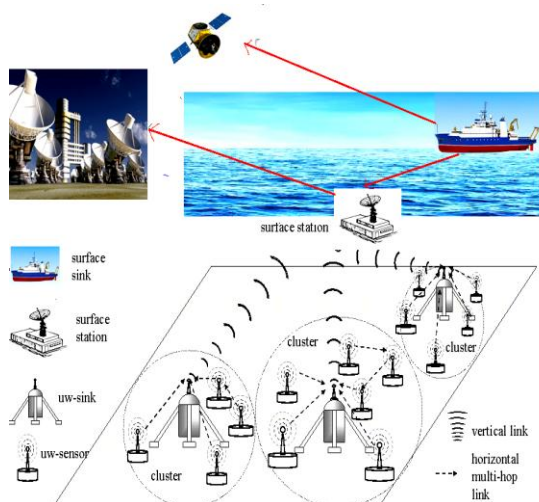 surface station
surface
sink
surface
station
uw-sink
uw-sensor
cluster
cluster
cluster
vertical link
horizontal
multi-hop
link